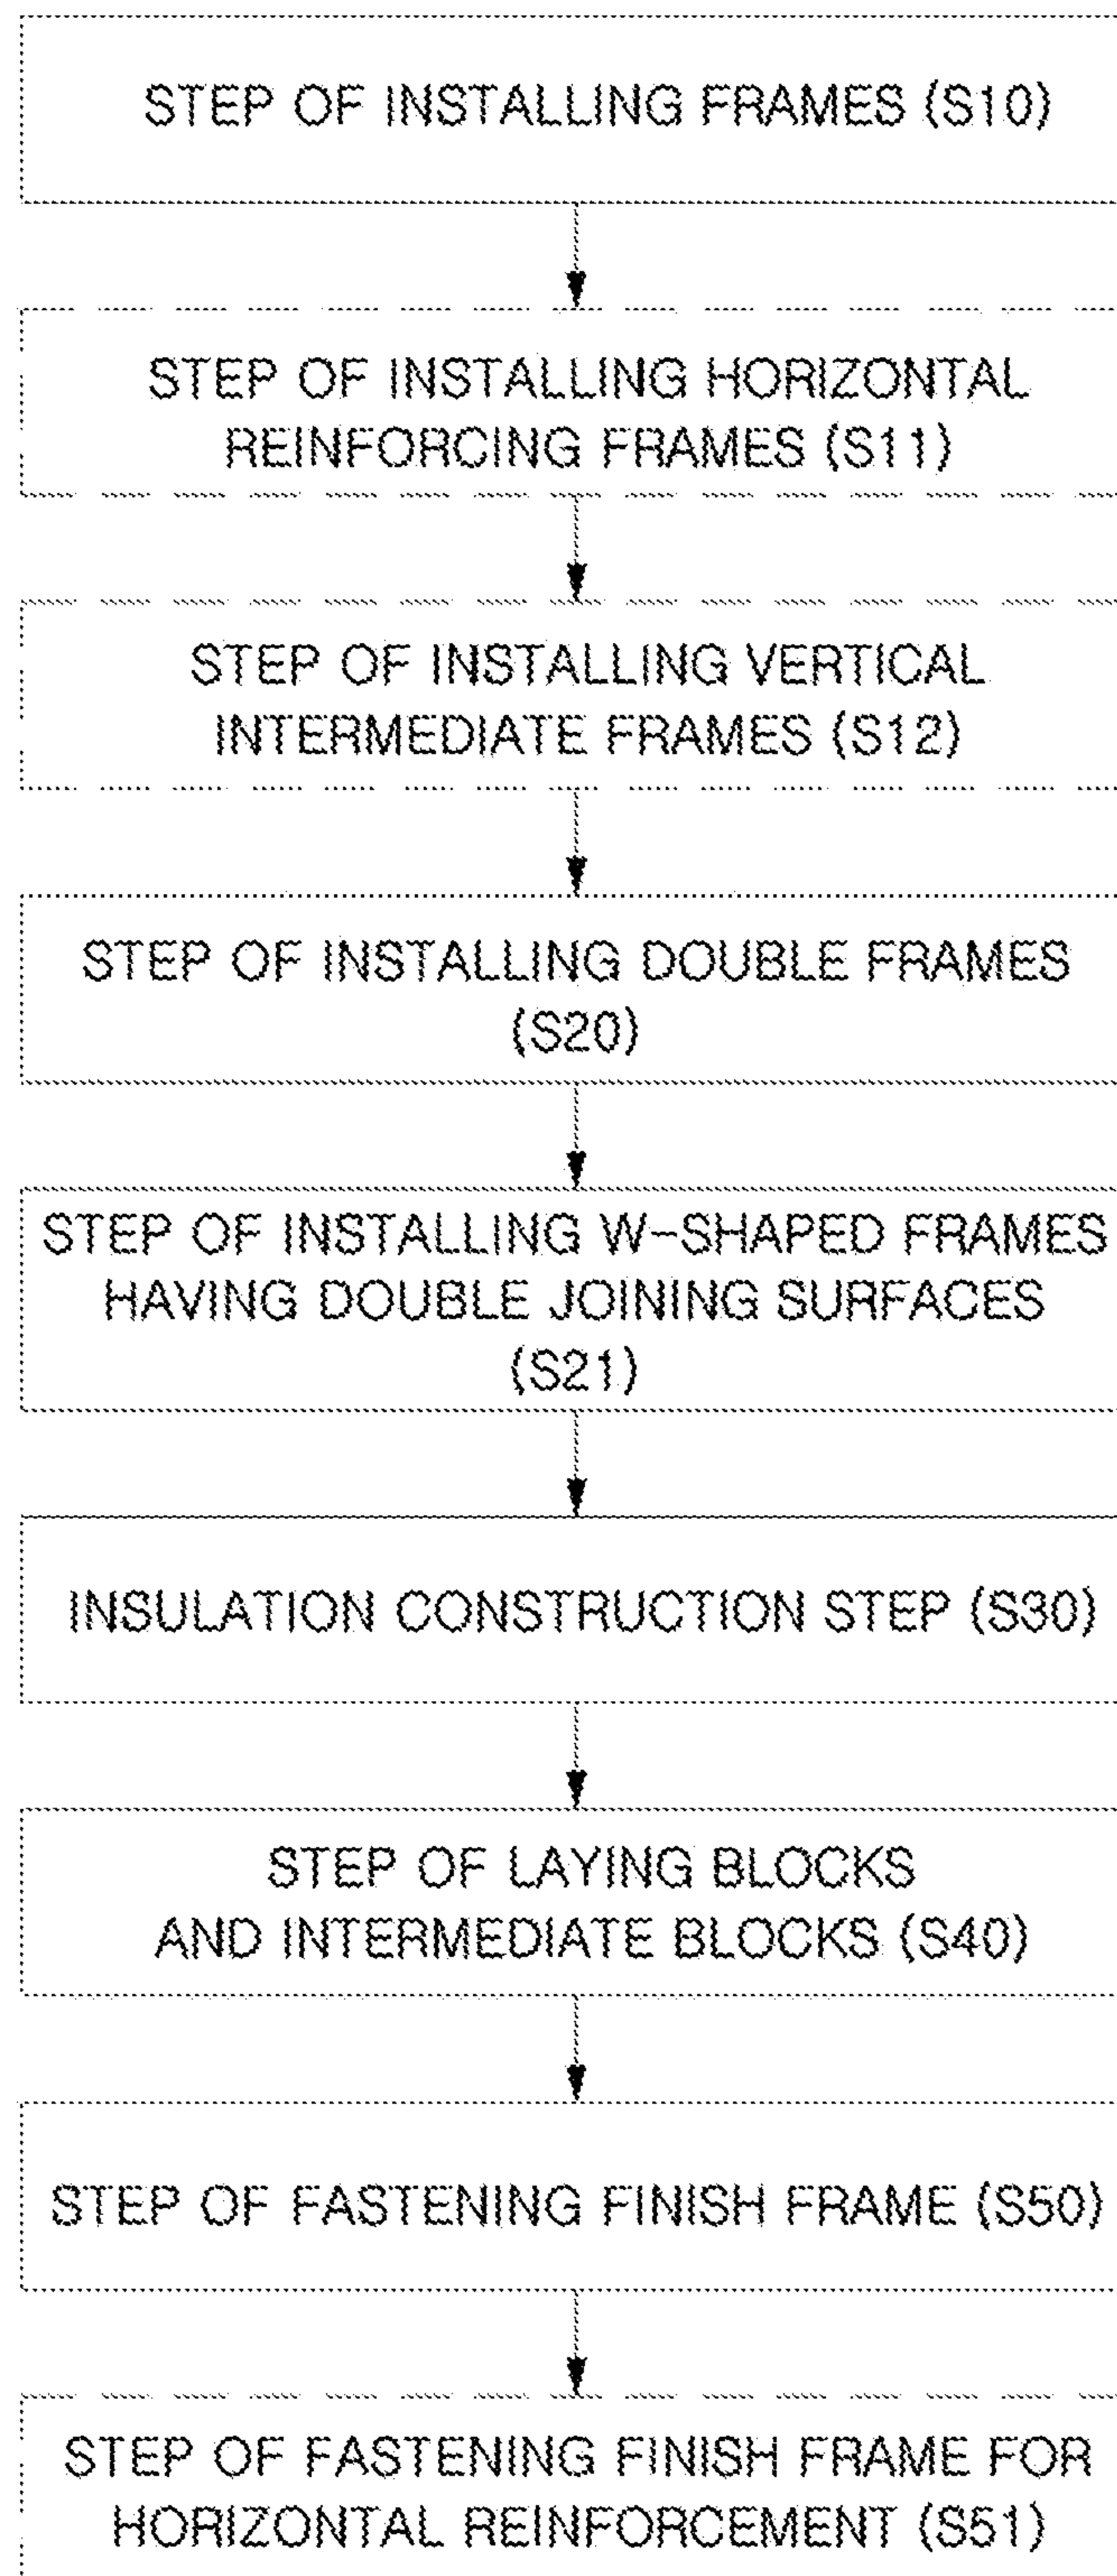 STEP OF INSTALLING FRAMES (S10)
STEP OF INSTALLING HORIZONTAL
REINFORCING FRAMES (S11)
STEP OF INSTALLING VERTICAL
INTERMEDIATE FRAMES (S12)
STEP OF INSTALLING DOUBLE FRAMES
(S20)
STEP OF INSTALLING W-SHAPED FRAMES
HAVING DOUBLE JOINING SURFACES
(S21)
INSULATION CONSTRUCTION STEP (S30)
STEP OF LAYING BLOCKS
AND INTERMEDIATE BLOCKS (S40)
STEP OF FASTENING FINISH FRAME (S50)
STEP OF FASTENING FINISH FRAME FOR
HORIZONTAL REINFORCEMENT (S51)